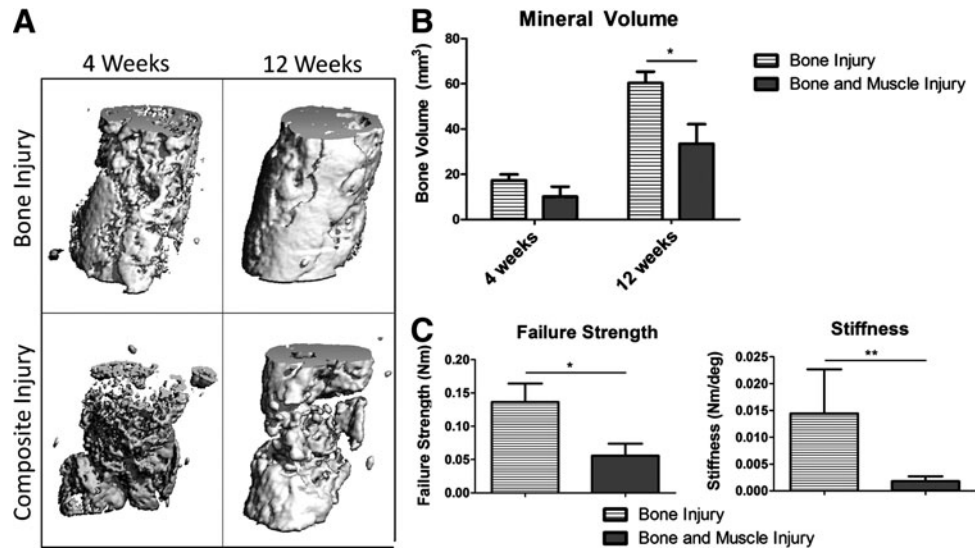 A
4 Weeks
12 Weeks
Bone Injury
Composite Injury
B
Mineral Volume
Bone Volume (mm³)
80
60
40
20
0
*
4 weeks
12 weeks
Bone Injury
Bone and Muscle Injury
C
Failure Strength
Failure Strength (Nm)
0.20
0.15
0.10
0.05
0.00
*
Stiffness
Stiffness (Nm/deg)
0.025
0.020
0.015
0.010
0.005
0.000
**
Bone Injury
Bone and Muscle Injury